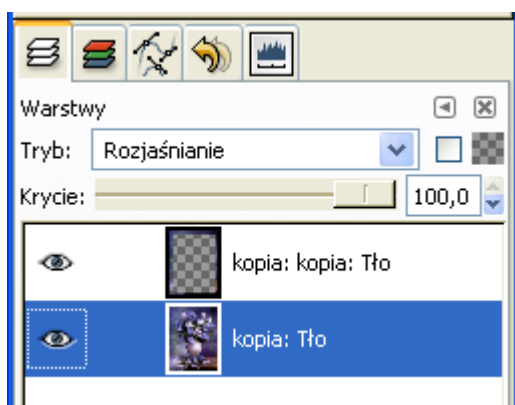 Warstwy
Tryb: Rozjaśnianie
Krycie: 100,0
kopia: kopia: Tło
kopia: Tło